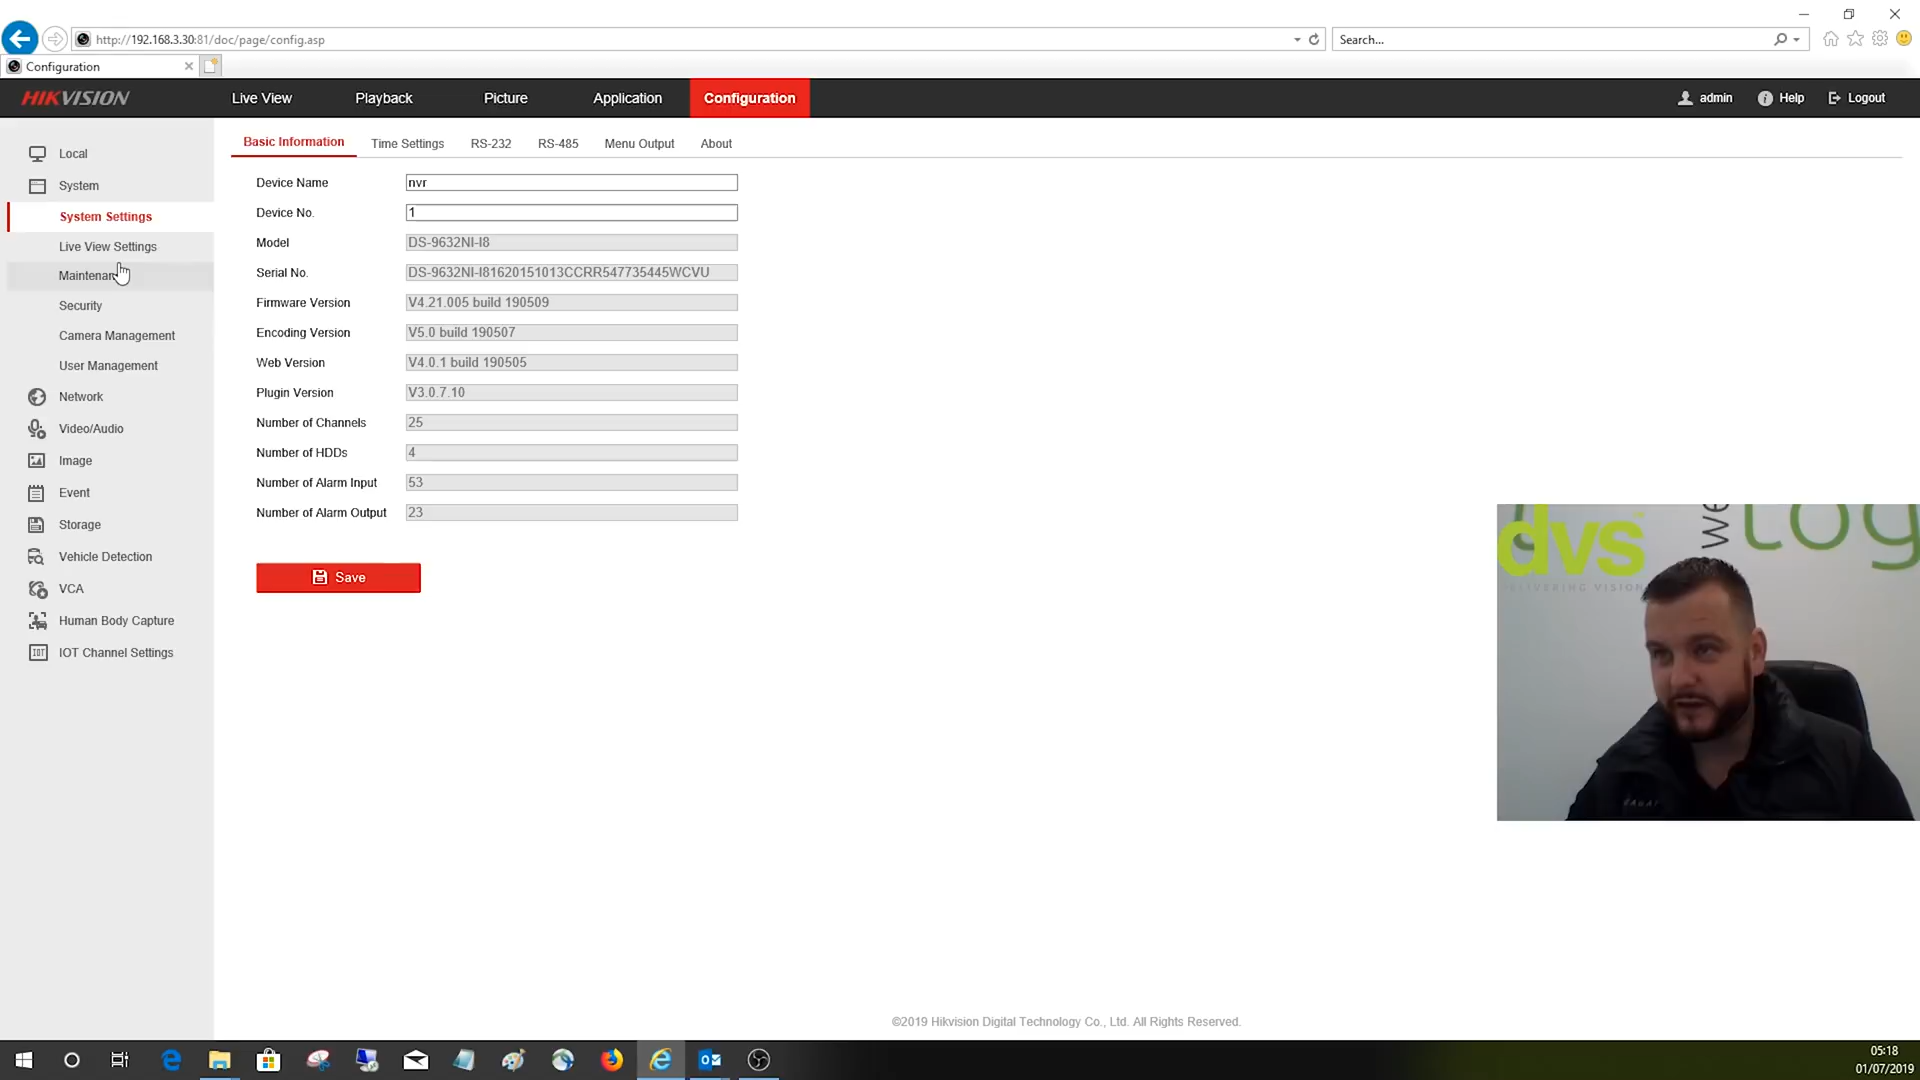 http://192.168.3.30:81/doc/page/config.asp
Search...
Configuration
HIKVISION
Live View
Playback
Picture
Application
Configuration
admin
Help
Logout
Local
System
System Settings
Live View Settings
Security
Camera Management
User Management
Network
Video/Audio
Image
Event
Storage
Vehicle Detection
VCA
Human Body Capture
IOT Channel Settings
Basic Information
Time Settings
RS-232
RS-485
Menu Output
About
Device Name nvr
Device No. 1
Model DS-9632NI-I8
Serial No. DS-9632NI-I81620151013CCRR547735445WCVU
Firmware Version V4.21.005 build 190509
Encoding Version V5.0 build 190507
Web Version V4.0.1 build 190505
Plugin Version V3.0.7.10
Number of Channels 25
Number of HDDs 4
Number of Alarm Input 53
Number of Alarm Output 23
Save
dvs
we
log
©2019 Hikvision Digital Technology Co., Ltd. All Rights Reserved.
05:18
01/07/2019